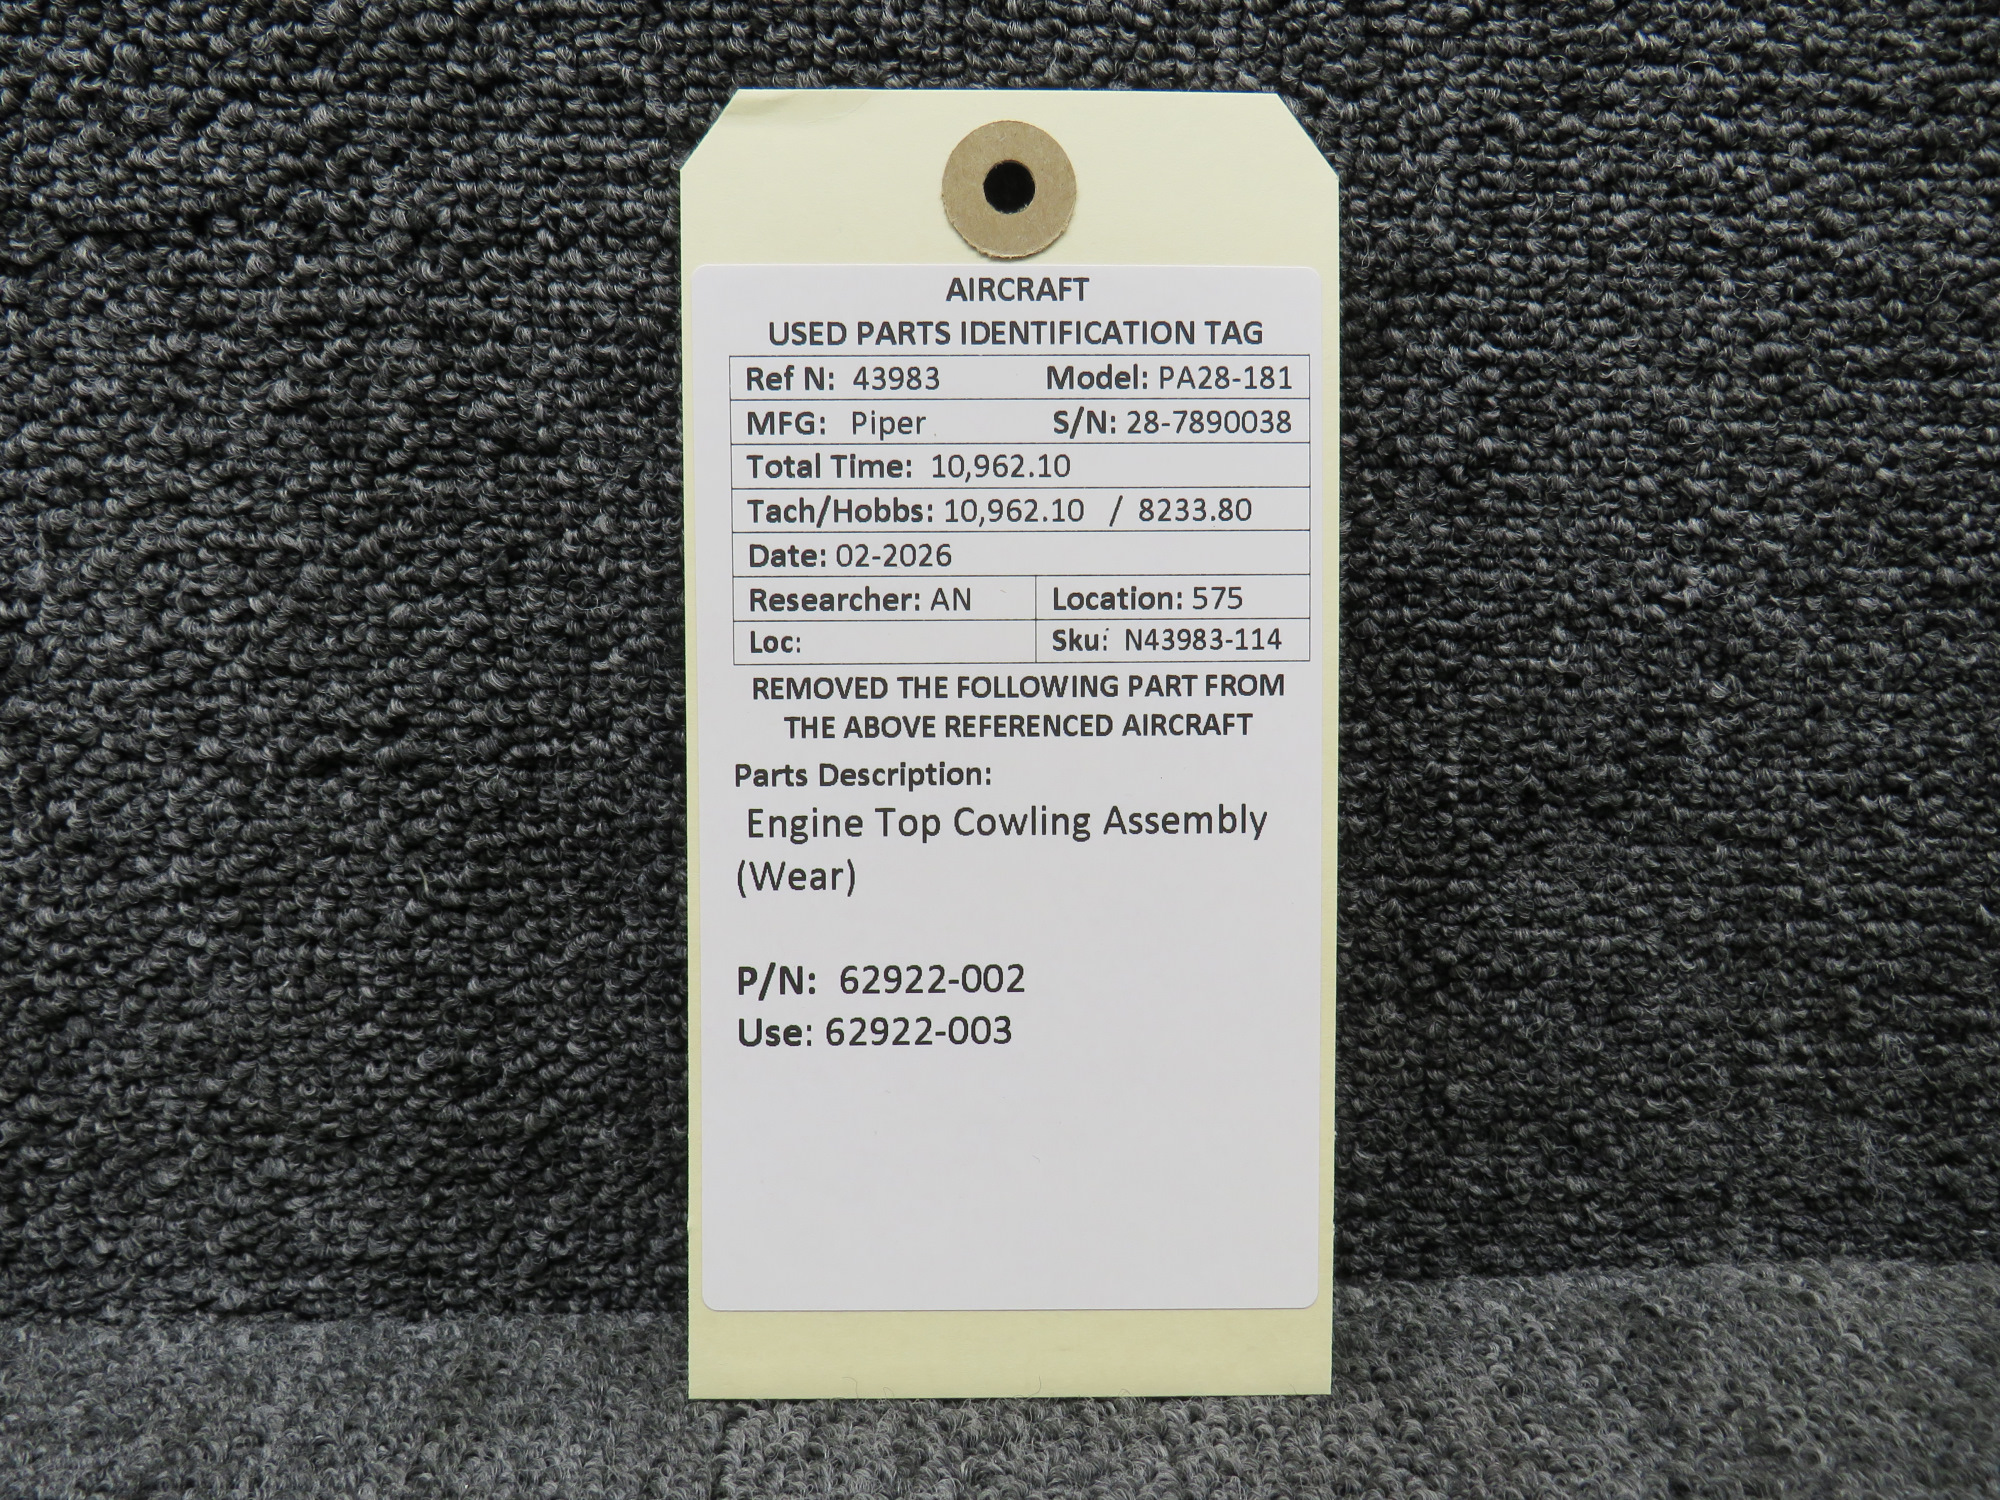 AIRCRAFT
USED PARTS IDENTIFICATION TAG
Ref N: 43983 Model: PA28-181
MFG: Piper S/N: 28-7890038
Total Time: 10,962.10
Tach/Hobbs: 10,962.10 / 8233.80
Date: 02-2026
Researcher: AN Location: 575
Loc: Sku: N43983-114
REMOVED THE FOLLOWING PART FROM
THE ABOVE REFERENCED AIRCRAFT
Parts Description:
Engine Top Cowling Assembly
(Wear)
P/N: 62922-002
Use: 62922-003